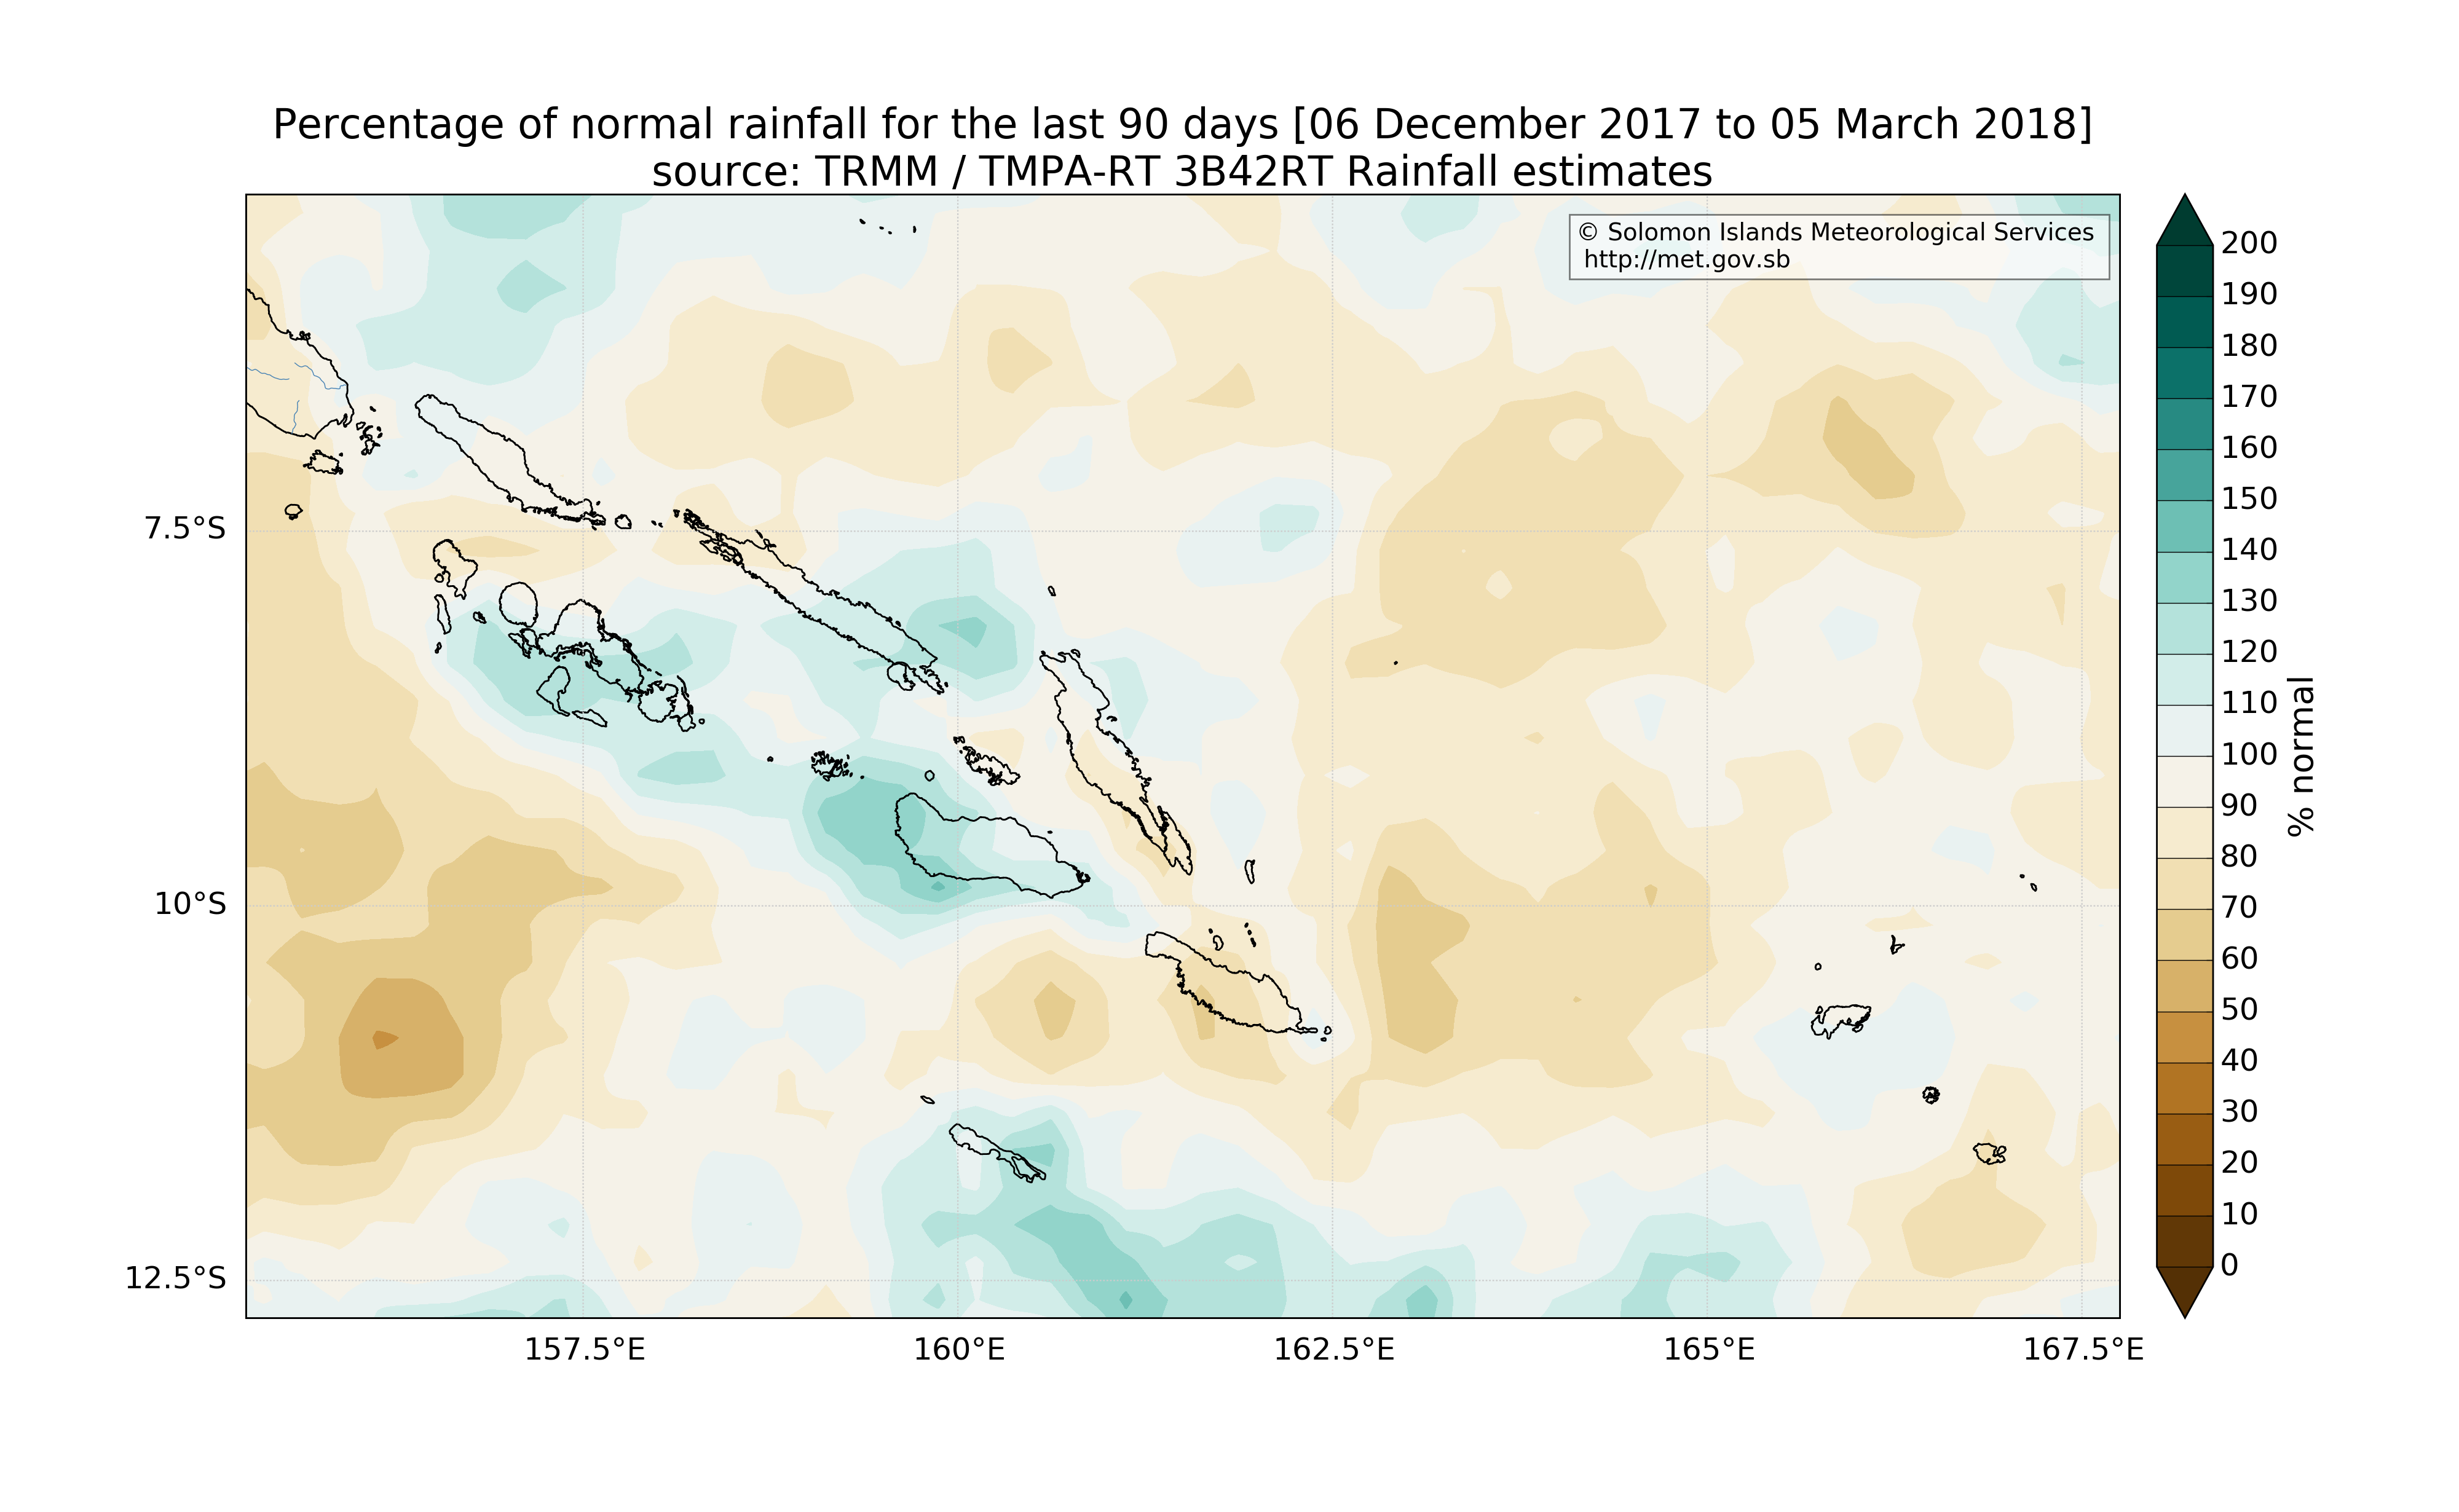 Percentage of normal rainfall for the last 90 days [06 December 2017 to 05 March 2018]
source: TRMM / TMPA-RT 3B42RT Rainfall estimates
© Solomon Islands Meteorological Services
http://met.gov.sb
7.5°S
10°S
12.5°S
157.5°E
160°E
162.5°E
165°E
167.5°E
200
190
180
170
160
150
140
130
120
110
100
90
80
70
60
50
40
30
20
10
0
% normal